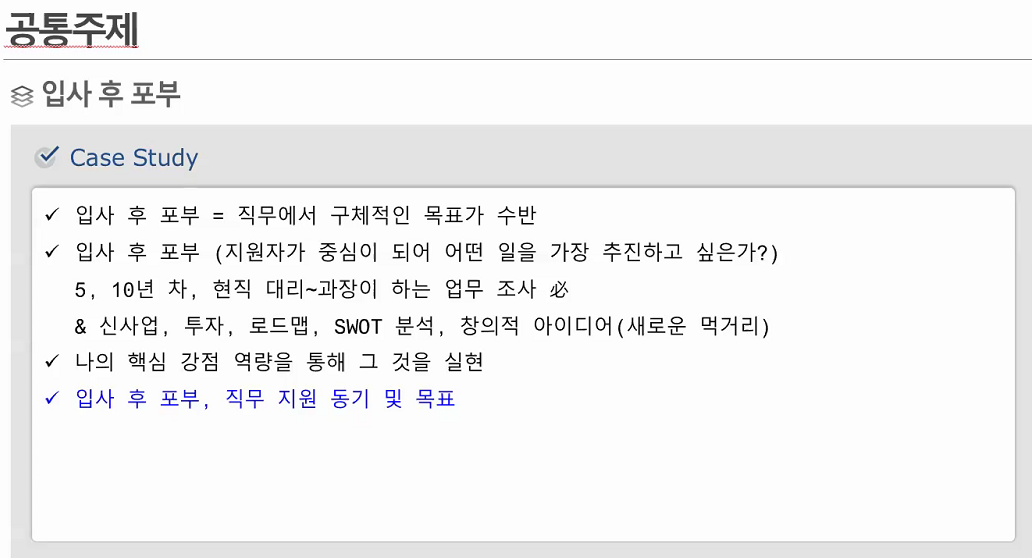 공통주제
입사 후 포부
Case Study
✓ 입사 후 포부 = 직무에서 구체적인 목표가 수반
✓ 입사 후 포부 (지원자가 중심이 되어 어떤 일을 가장 추진하고 싶은가?)
5, 10년 차, 현직 대리~과장이 하는 업무 조사 必
& 신사업, 투자, 로드맵, SWOT 분석, 창의적 아이디어(새로운 먹거리)
✓ 나의 핵심 강점 역량을 통해 그 것을 실현
✓ 입사 후 포부, 직무 지원 동기 및 목표